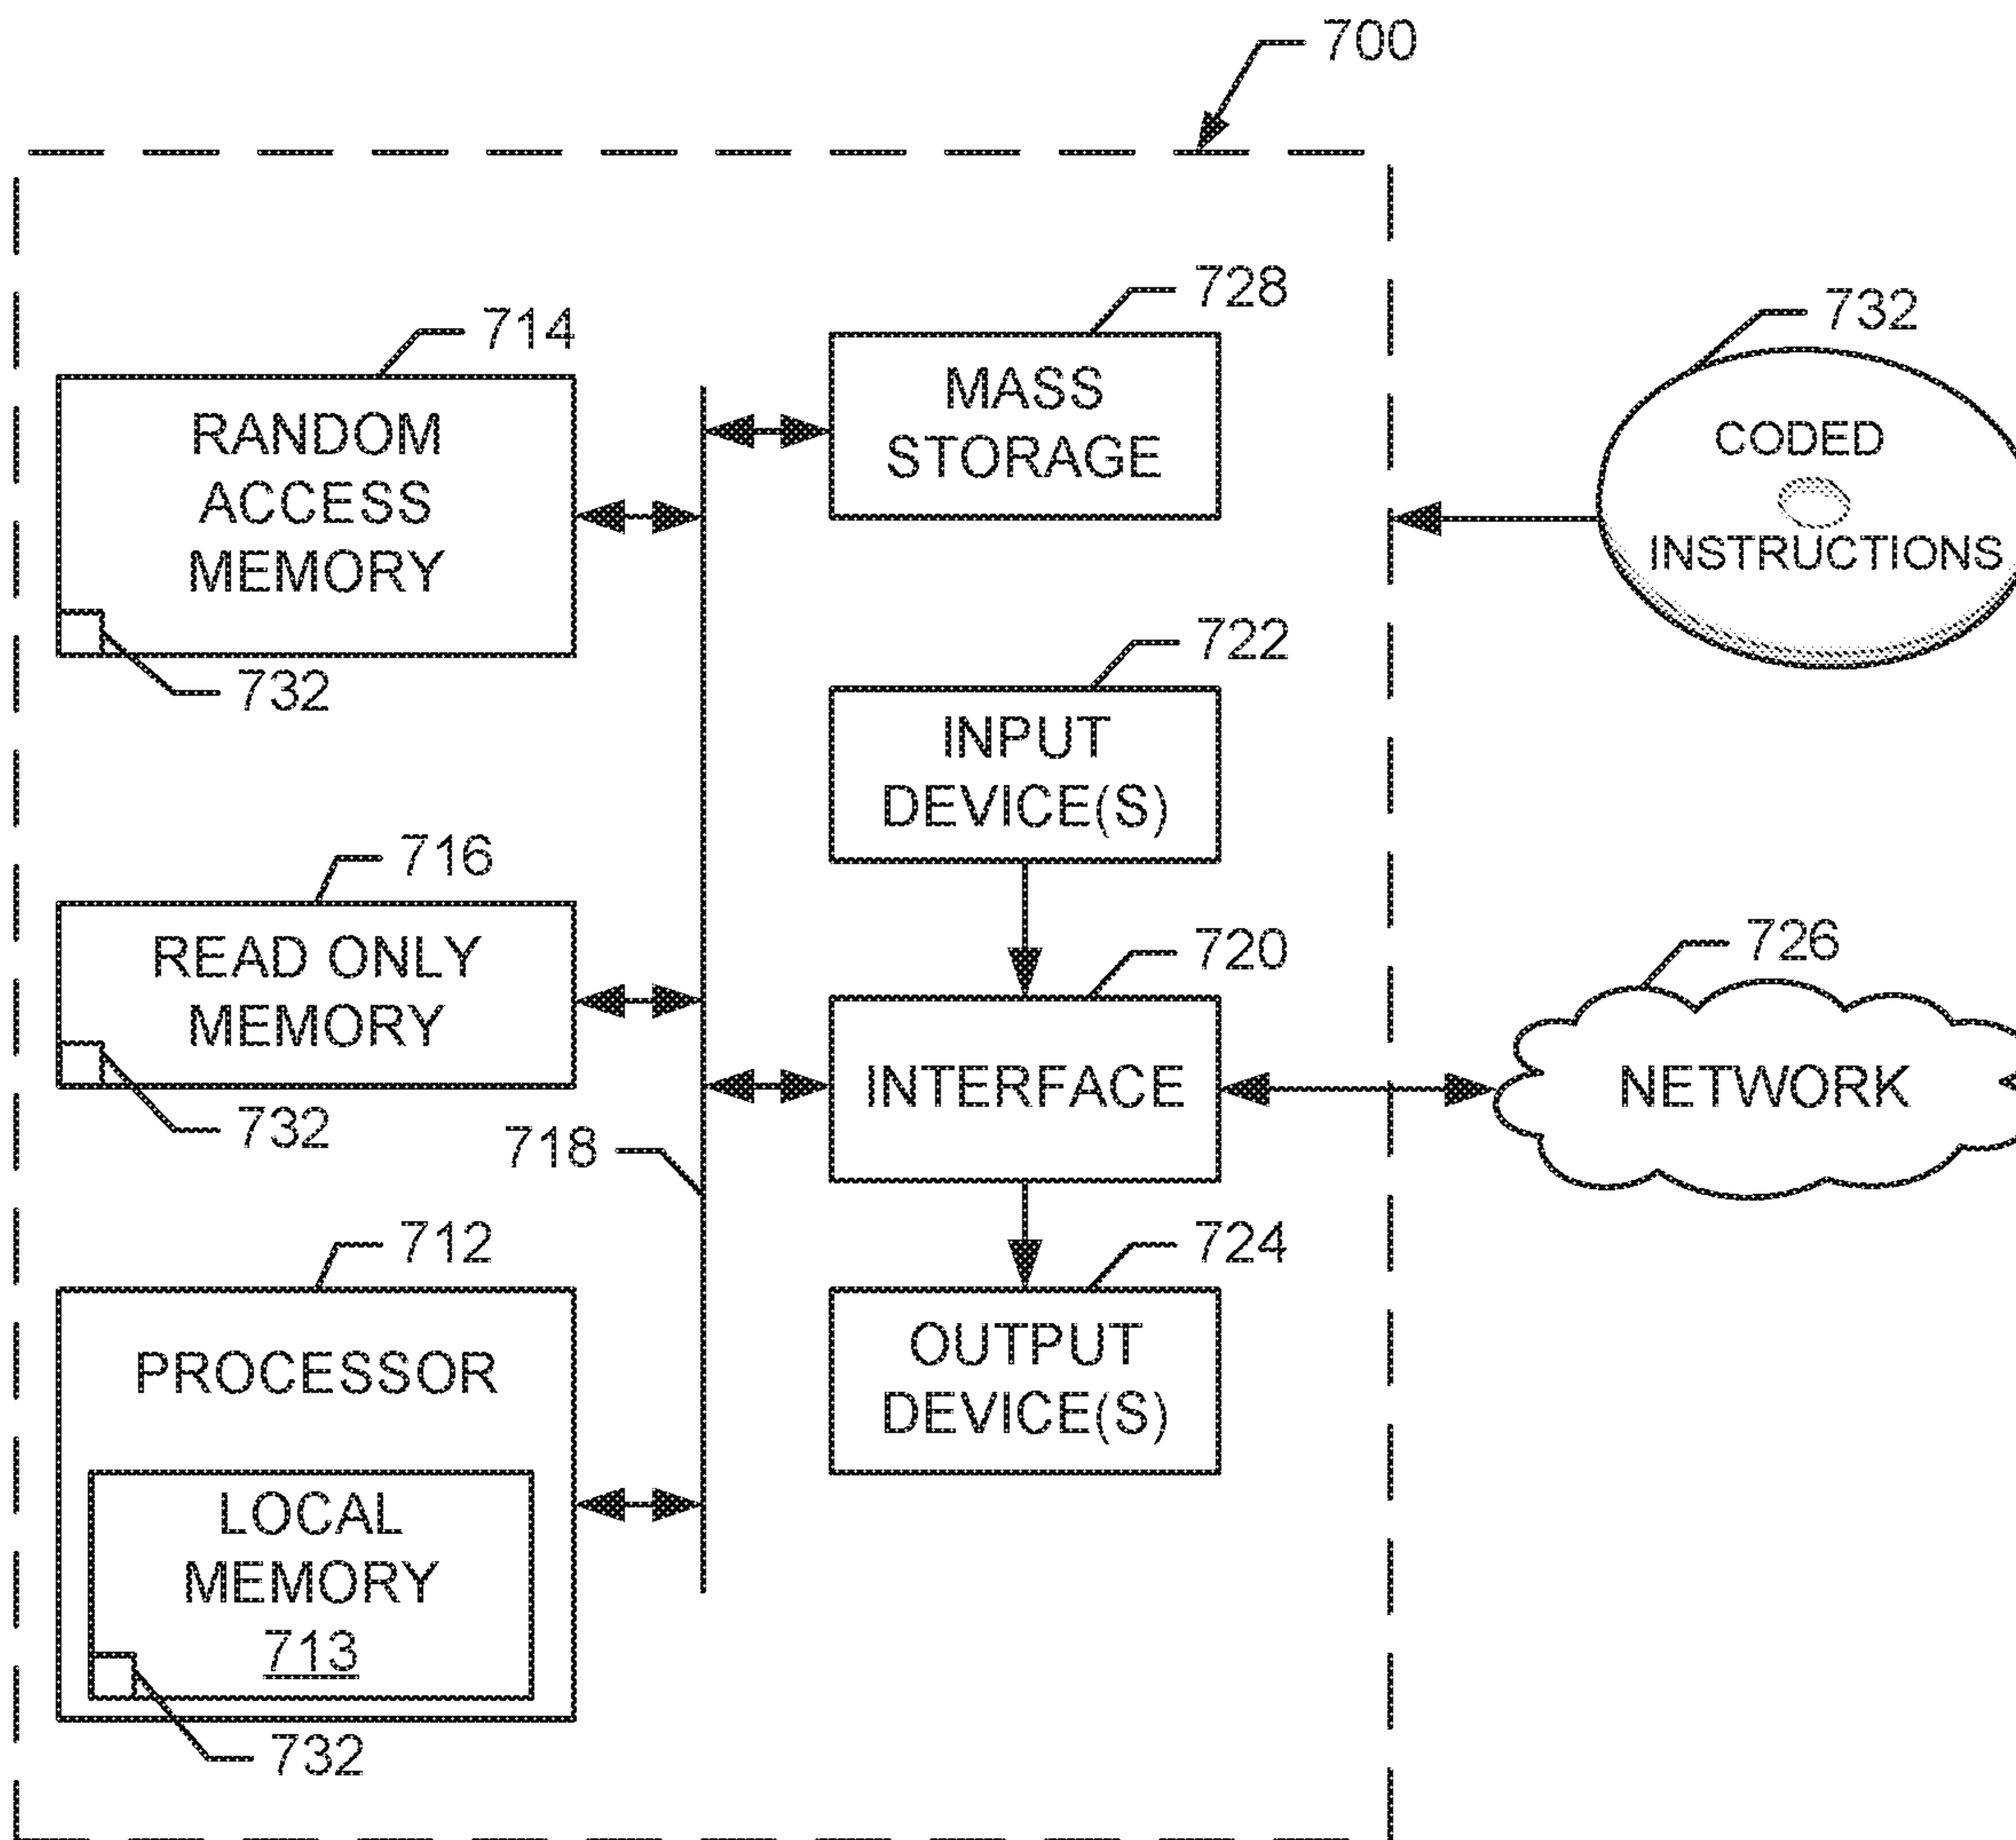 700
728
714
732
MASS
STORAGE
RANDOM
ACCESS
MEMORY
CODED
INSTRUCTIONS
732
722
INPUT
DEVICE(S)
716
READ ONLY
MEMORY
720
726
INTERFACE
NETWORK
732
718
712
724
PROCESSOR
OUTPUT
DEVICE(S)
LOCAL
MEMORY
713
732